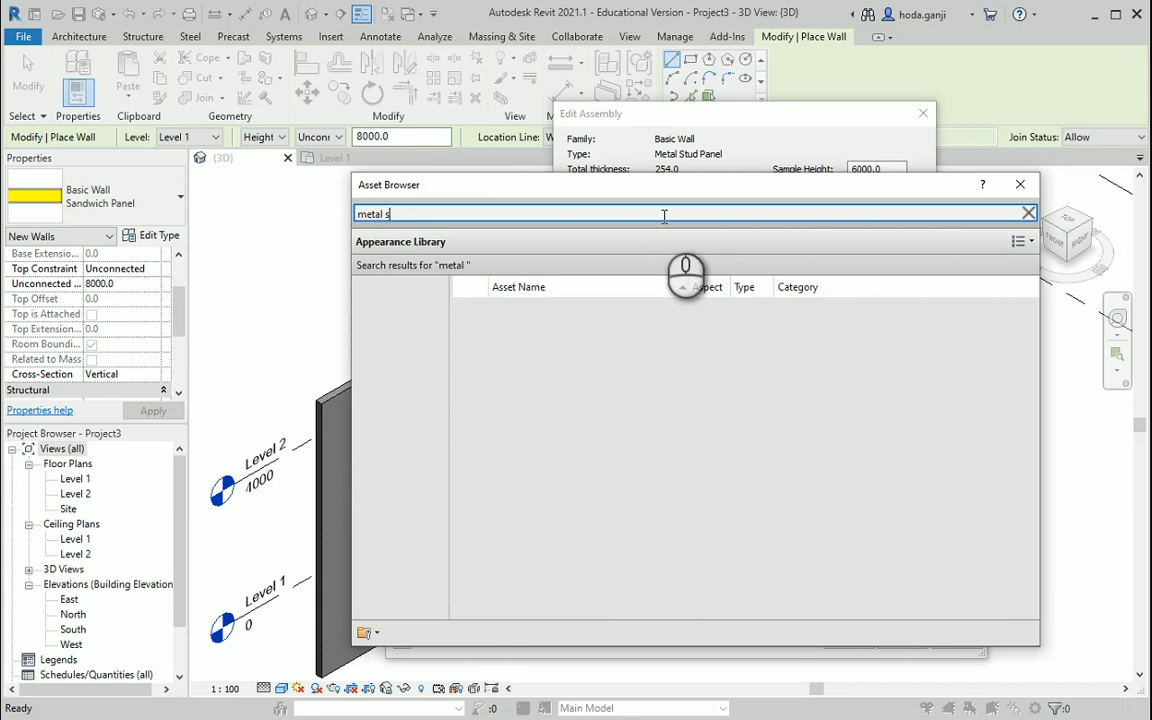 Autodesk Revit 2021.1 - Educational Version - Project3 - 3D View: {3D}
hoda.ganji
File Architecture Structure Steel Precast Systems Insert Annotate Analyze Massing & Site Collaborate View Manage Add-Ins Modify | Place Wall
Modify
Paste
Cope
Cut
Join
Select Properties Clipboard Geometry Modify View
Modify | Place Wall Level: Level 1 Height Uncon 8000.0 Location Line: Join Status: Allow
Properties
Basic Wall
Sandwich Panel
New Walls Edit Type
Base Extensio... 0.0
Top Constraint Unconnected
Unconnected ... 8000.0
Top Offset 0.0
Top is Attached
Top Extension... 0.0
Room Boundi...
Related to Mass
Cross-Section Vertical
Structural
Properties help Apply
Project Browser - Project3
Views (all)
Floor Plans
Level 1
Level 2
Site
Ceiling Plans
Level 1
Level 2
3D Views
Elevations (Building Elevation
East
North
South
West
Legends
Schedules/Quantities (all)
{3D} Level 1
Level 2
4000
Level 1
0
TOP
FRONT
RIGHT
Edit Assembly
Family: Basic Wall
Type: Metal Stud Panel
Total thickness: 254.0 Sample Height: 6000.0
Asset Browser
metal s
Appearance Library
Search results for "metal "
Asset Name Aspect Type Category
1 : 100
Ready :0 Main Model :0